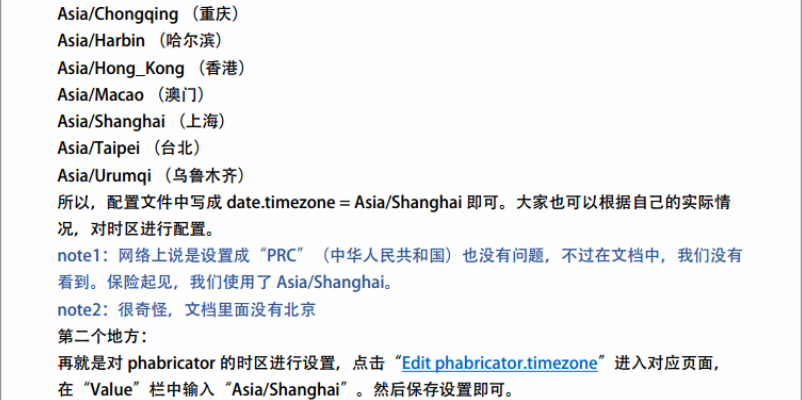 Asia/Chongqing （重庆）
Asia/Harbin （哈尔滨）
Asia/Hong_Kong （香港）
Asia/Macao （澳门）
Asia/Shanghai （上海）
Asia/Taipei （台北）
Asia/Urumqi （乌鲁木齐）
所以，配置文件中写成 date.timezone = Asia/Shanghai 即可。大家也可以根据自己的实际情
况，对时区进行配置。
note1：网络上说是设置成“PRC”（中华人民共和国）也没有问题，不过在文档中，我们没有
看到。保险起见，我们使用了 Asia/Shanghai。
note2：很奇怪，文档里面没有北京
第二个地方：
再就是对 phabricator 的时区进行设置，点击“Edit phabricator.timezone”进入对应页面，
在“Value”栏中输入“Asia/Shanghai”。然后保存设置即可。